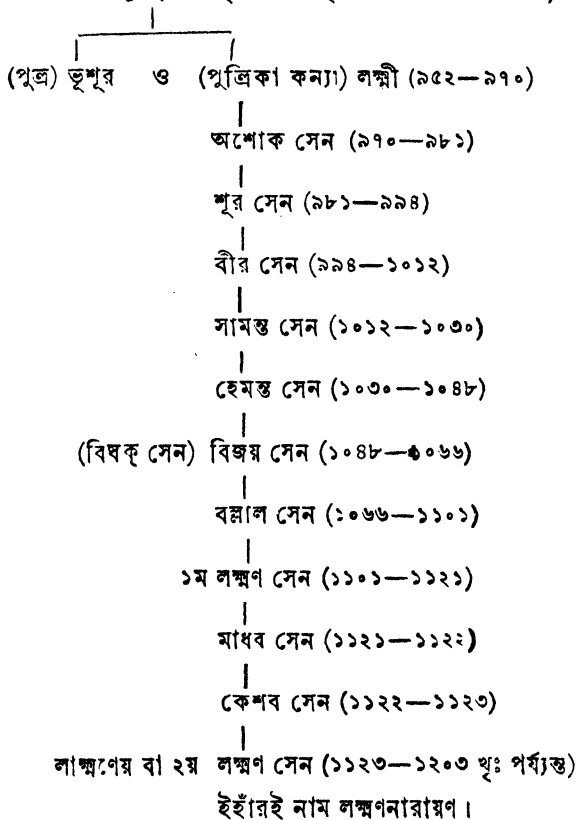 (পুত্র) ভূশূর ও (পুত্রিকা কন্যা) লক্ষ্মী (৯৫২—৯৭০)
অশোক সেন (৯৭০—৯৮১)
শূর সেন (৯৮১—৯৯৪)
বীর সেন (৯৯৪—১০১২)
সামন্ত সেন (১০১২—১০৩০)
হেমন্ত সেন (১০৩০—১০৪৮)
(বিষক্ সেন) বিজয় সেন (১০৪৮—১০৬৬)
বল্লাল সেন (১০৬৬—১১০১)
১ম লক্ষ্মণ সেন (১১০১—১১২১)
মাধব সেন (১১২১—১১২২)
কেশব সেন (১১২২—১১২৩)
লাক্ষ্মণেয় বা ২য় লক্ষ্মণ সেন (১১২৩—১২০৩ খৃঃ পর্য্যন্ত)
ইহাঁরই নাম লক্ষ্মণনারায়ণ।